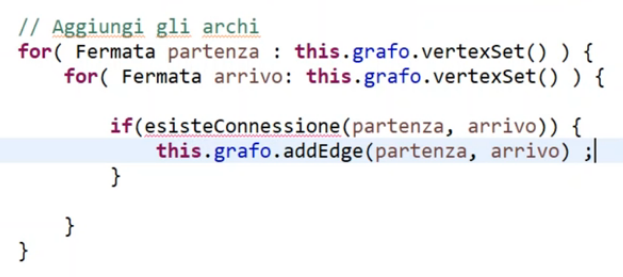 // Aggiungi gli archi
for( Fermata partenza : this.grafo.vertexSet() ) {
for( Fermata arrivo: this.grafo.vertexSet() ) {
if(esisteConnessione(partenza, arrivo)) {
this.grafo.addEdge(partenza, arrivo) ;
}
}
}